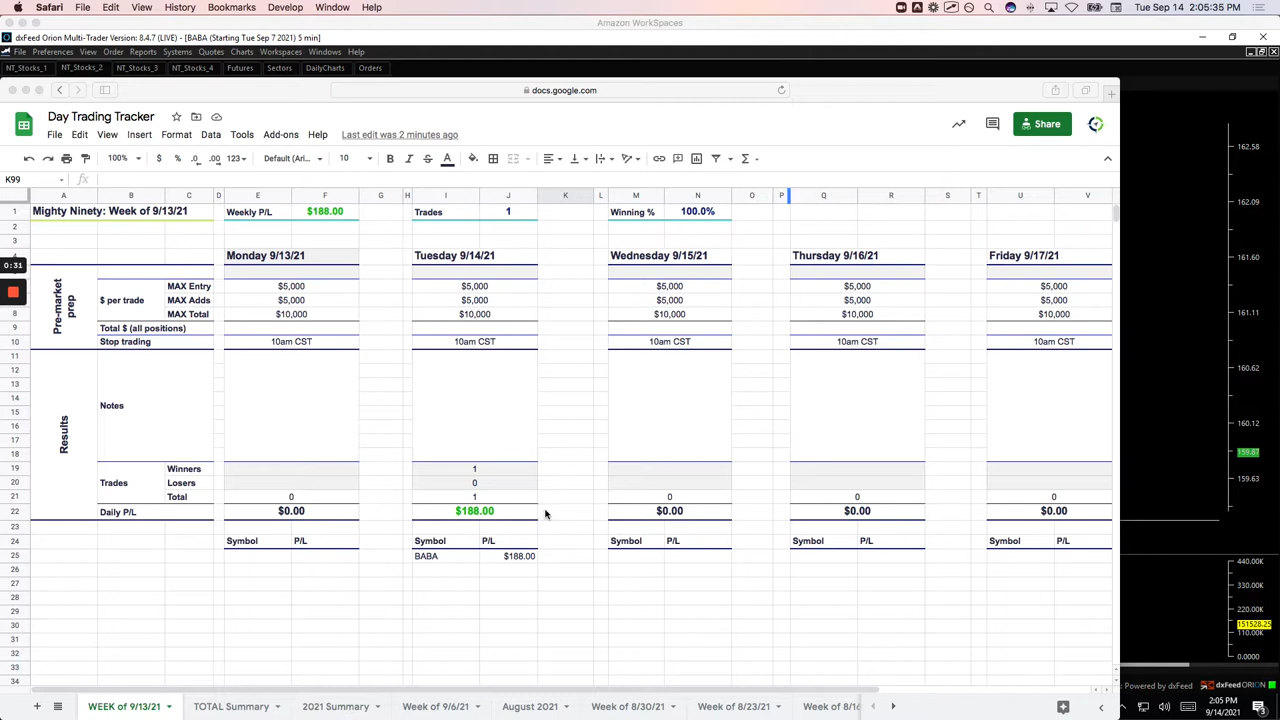 Safari File Edit View History Bookmarks Develop Window Help Tue Sep 14 2:05:35 PM
Amazon WorkSpaces
dxFeed Orion Multi-Trader Version: 8.4.7 (LIVE) - [BABA (Starting Tue Sep 7 2021) 5 min]
File Preferences View Order Reports Systems Quotes Charts Workspaces Windows Help
NT_Stocks_1 NT_Stocks_2 NT_Stocks_3 NT_Stocks_4 Futures Sectors DailyCharts Orders
docs.google.com
Day Trading Tracker
File Edit View Insert Format Data Tools Add-ons Help Last edit was 2 minutes ago
Share
100% $ % .0 .00 123 Default (Ari... 10 B I S A
K99 fx
A B C D E F G H I J K L M N O P Q R S T U V
1 Mighty Ninety: Week of 9/13/21 Weekly P/L $188.00 Trades 1 Winning % 100.0%
2
3
4 Monday 9/13/21 Tuesday 9/14/21 Wednesday 9/15/21 Thursday 9/16/21 Friday 9/17/21
Pre-market prep
$ per trade
MAX Entry $5,000 $5,000 $5,000 $5,000 $5,000
MAX Adds $5,000 $5,000 $5,000 $5,000 $5,000
8 MAX Total $10,000 $10,000 $10,000 $10,000 $10,000
9 Total $ (all positions)
10 Stop trading 10am CST 10am CST 10am CST 10am CST 10am CST
11
12
13
14
Results
Notes
15
16
17
18
19 Winners 1
20 Trades Losers 0
21 Total 0 1 0 0 0
22 Daily P/L $0.00 $188.00 $0.00 $0.00 $0.00
23
24 Symbol P/L Symbol P/L Symbol P/L Symbol P/L Symbol P/L
25 BABA $188.00
26
27
28
29
30
31
32
33
34
WEEK of 9/13/21 TOTAL Summary 2021 Summary Week of 9/6/21 August 2021 Week of 8/30/21 Week of 8/23/21 Week of 8/16
0:31
162.58
162.09
161.60
161.11
160.62
160.12
159.87
159.63
440.00K
330.00K
220.00K
151528.25
110.00K
0.0000
Powered by dxFeed dxFeed ORION
2:05 PM
9/14/2021
3